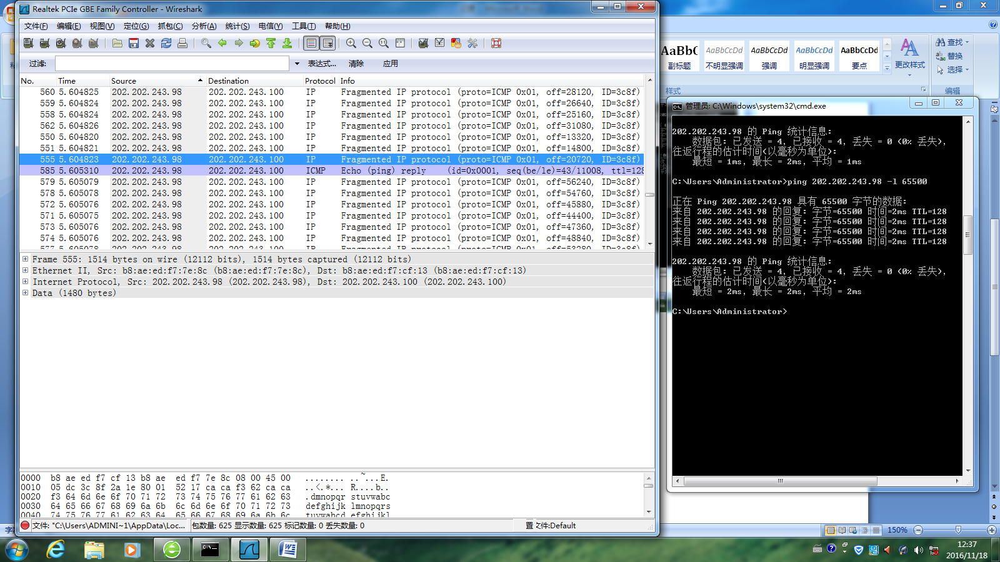 Realtek PCIe GBE Family Controller - Wireshark
文件(F) 编辑(E) 视图(V) 定位(G) 抓包(C) 分析(A) 统计(S) 电信(Y) 工具(T) 帮助(H)
过滤: 表达式... 清除 应用
No. Time Source Destination Protocol Info
560 5.604825 202.202.243.98 202.202.243.100 IP Fragmented IP protocol (proto=ICMP 0x01, off=28120, ID=3c8f)
559 5.604824 202.202.243.98 202.202.243.100 IP Fragmented IP protocol (proto=ICMP 0x01, off=26640, ID=3c8f)
558 5.604824 202.202.243.98 202.202.243.100 IP Fragmented IP protocol (proto=ICMP 0x01, off=25160, ID=3c8f)
562 5.604826 202.202.243.98 202.202.243.100 IP Fragmented IP protocol (proto=ICMP 0x01, off=31080, ID=3c8f)
550 5.604820 202.202.243.98 202.202.243.100 IP Fragmented IP protocol (proto=ICMP 0x01, off=13320, ID=3c8f)
551 5.604821 202.202.243.98 202.202.243.100 IP Fragmented IP protocol (proto=ICMP 0x01, off=14800, ID=3c8f)
555 5.604823 202.202.243.98 202.202.243.100 IP Fragmented IP protocol (proto=ICMP 0x01, off=20720, ID=3c8f)
585 5.605310 202.202.243.98 202.202.243.100 ICMP Echo (ping) reply (id=0x0001, seq(be/le)=43/11008, ttl=128
579 5.605079 202.202.243.98 202.202.243.100 IP Fragmented IP protocol (proto=ICMP 0x01, off=56240, ID=3c8f)
578 5.605078 202.202.243.98 202.202.243.100 IP Fragmented IP protocol (proto=ICMP 0x01, off=54760, ID=3c8f)
572 5.605076 202.202.243.98 202.202.243.100 IP Fragmented IP protocol (proto=ICMP 0x01, off=45880, ID=3c8f)
571 5.605075 202.202.243.98 202.202.243.100 IP Fragmented IP protocol (proto=ICMP 0x01, off=44400, ID=3c8f)
573 5.605076 202.202.243.98 202.202.243.100 IP Fragmented IP protocol (proto=ICMP 0x01, off=47360, ID=3c8f)
574 5.605076 202.202.243.98 202.202.243.100 IP Fragmented IP protocol (proto=ICMP 0x01, off=48840, ID=3c8f)
577 5.605078 202.202.243.98 202.202.243.100 IP Fragmented IP protocol (proto=ICMP 0x01, off=53280, ID=3c8f)
Frame 555: 1514 bytes on wire (12112 bits), 1514 bytes captured (12112 bits)
Ethernet II, Src: b8:ae:ed:f7:7e:8c (b8:ae:ed:f7:7e:8c), Dst: b8:ae:ed:f7:cf:13 (b8:ae:ed:f7:cf:13)
Internet Protocol, Src: 202.202.243.98 (202.202.243.98), Dst: 202.202.243.100 (202.202.243.100)
Data (1480 bytes)
0000 b8 ae ed f7 cf 13 b8 ae ed f7 7e 8c 08 00 45 00 ........ ..~...E.
0010 05 dc 3c 8f 2a 1e 80 01 52 17 ca ca f3 62 ca ca ..<.*... R....b..
0020 f3 64 6d 6e 6f 70 71 72 73 74 75 76 77 61 62 63 .dmnopqr stuvwabc
0030 64 65 66 67 68 69 6a 6b 6c 6d 6e 6f 70 71 72 73 defghijk lmnopqrs
0040 74 75 76 77 61 62 63 64 65 66 67 68 69 6a 6b 6c tuvwabcd efghijkl
文件: "C:\Users\ADMINI~1\AppData\Loc... 包数量: 625 显示数量: 625 标记数量: 0 丢失数量: 0 置 文件:Default
AaBbC AaBbCcDd AaBbCcDd AaBbCcDd AaBbCcDd
副标题 不明显强调 强调 明显强调 要点
更改样式
查找
替换
选择
样式 编辑
管理员: C:\Windows\system32\cmd.exe
202.202.243.98 的 Ping 统计信息:
数据包: 已发送 = 4, 已接收 = 4, 丢失 = 0 (0% 丢失),
往返行程的估计时间(以毫秒为单位):
最短 = 1ms, 最长 = 2ms, 平均 = 1ms
C:\Users\Administrator>ping 202.202.243.98 -l 65500
正在 Ping 202.202.243.98 具有 65500 字节的数据:
来自 202.202.243.98 的回复: 字节=65500 时间=2ms TTL=128
来自 202.202.243.98 的回复: 字节=65500 时间=2ms TTL=128
来自 202.202.243.98 的回复: 字节=65500 时间=2ms TTL=128
来自 202.202.243.98 的回复: 字节=65500 时间=2ms TTL=128
202.202.243.98 的 Ping 统计信息:
数据包: 已发送 = 4, 已接收 = 4, 丢失 = 0 (0% 丢失),
往返行程的估计时间(以毫秒为单位):
最短 = 2ms, 最长 = 2ms, 平均 = 2ms
C:\Users\Administrator>
150%
12:37
2016/11/18